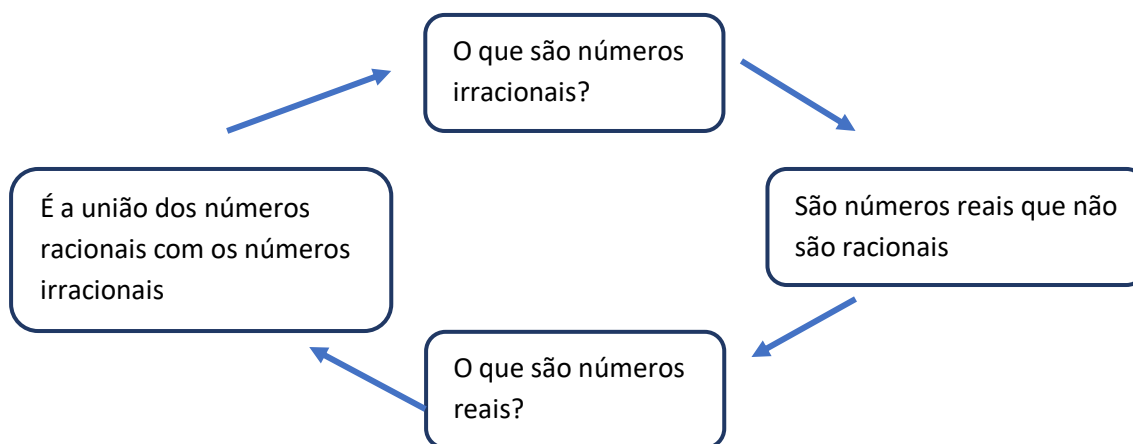 O que são números
irracionais?
São números reais que não
são racionais
O que são números
reais?
É a união dos números
racionais com os números
irracionais